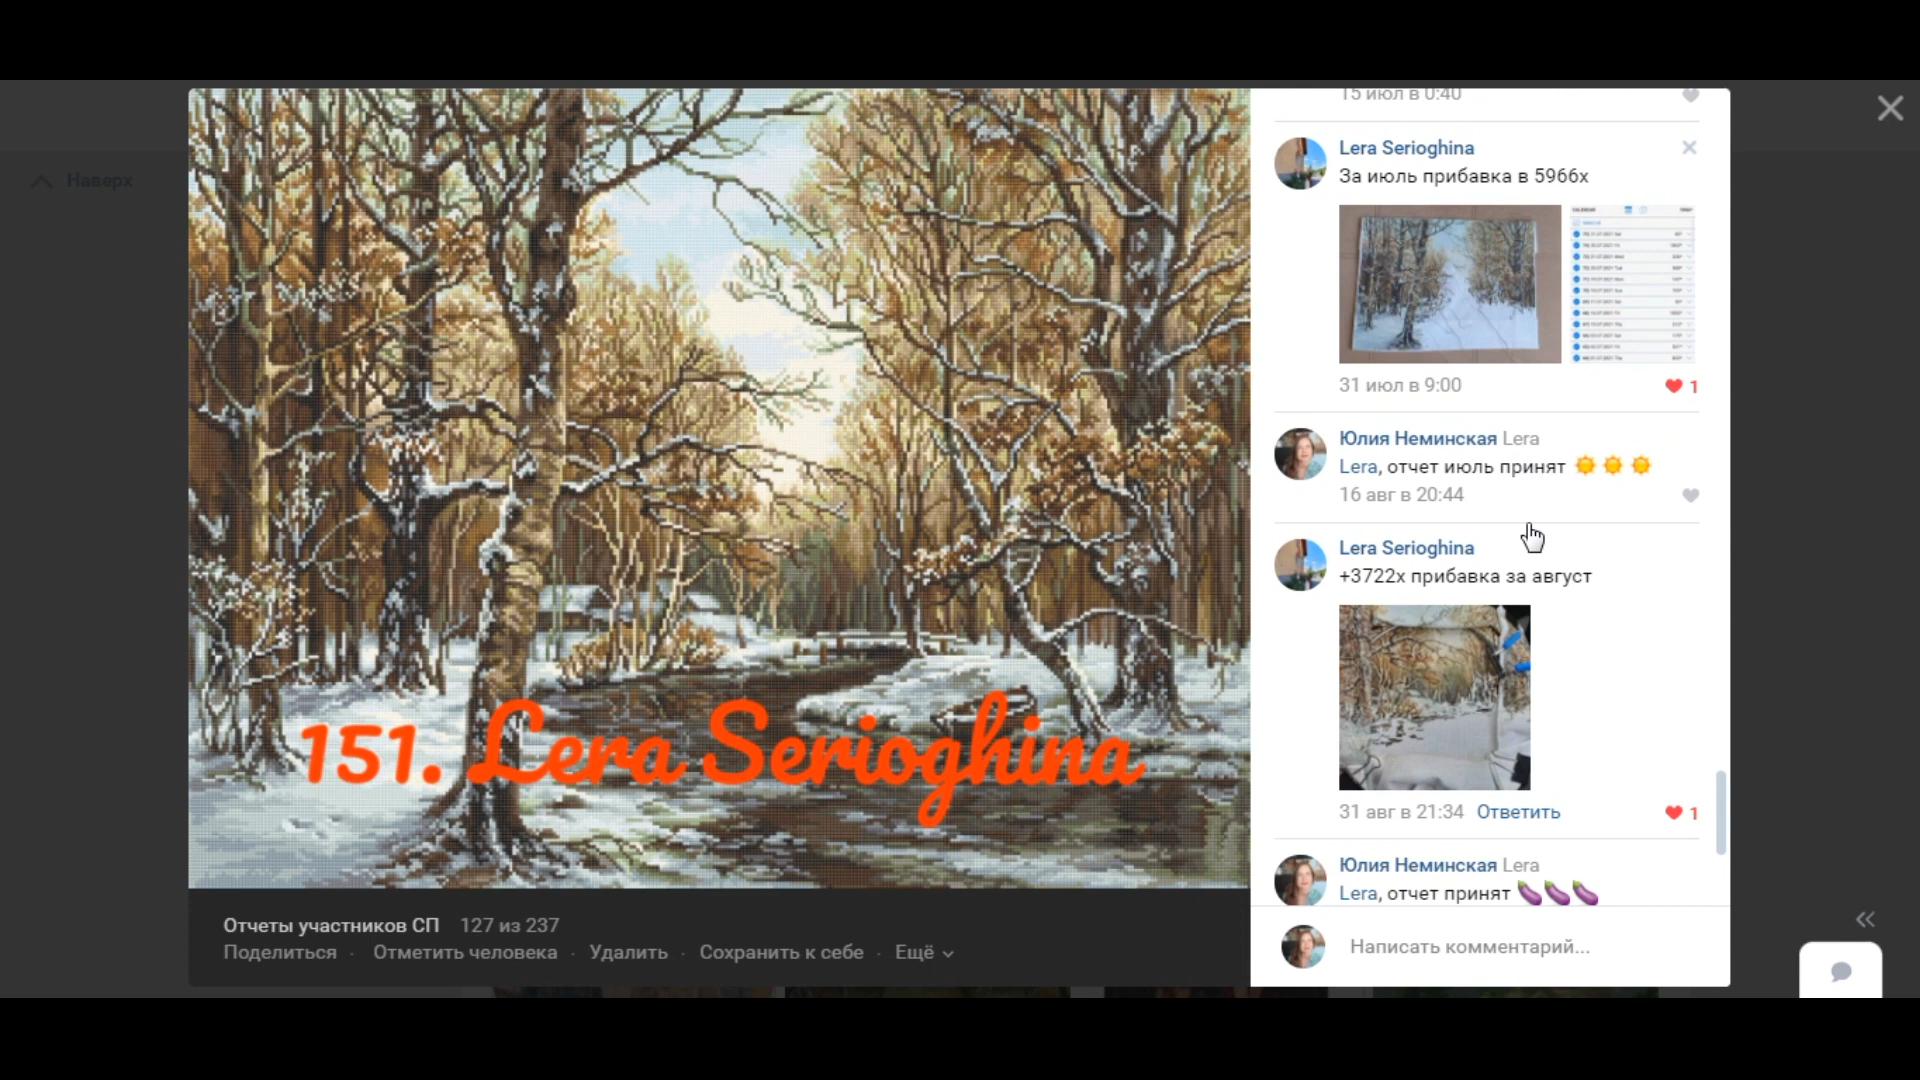 Наверх
151. Lera Serioghina
Отчеты участников СП 127 из 237
Поделиться · Отметить человека · Удалить · Сохранить к себе · Ещё
15 июл в 0:40
Lera Serioghina
За июль прибавка в 5966х
31 июл в 9:00
1
Юлия Неминская Lera
Lera, отчет июль принят ☀️☀️☀️
16 авг в 20:44
Lera Serioghina
+3722х прибавка за август
31 авг в 21:34 Ответить
1
Юлия Неминская Lera
Lera, отчет принят 🍆🍆🍆
Написать комментарий...